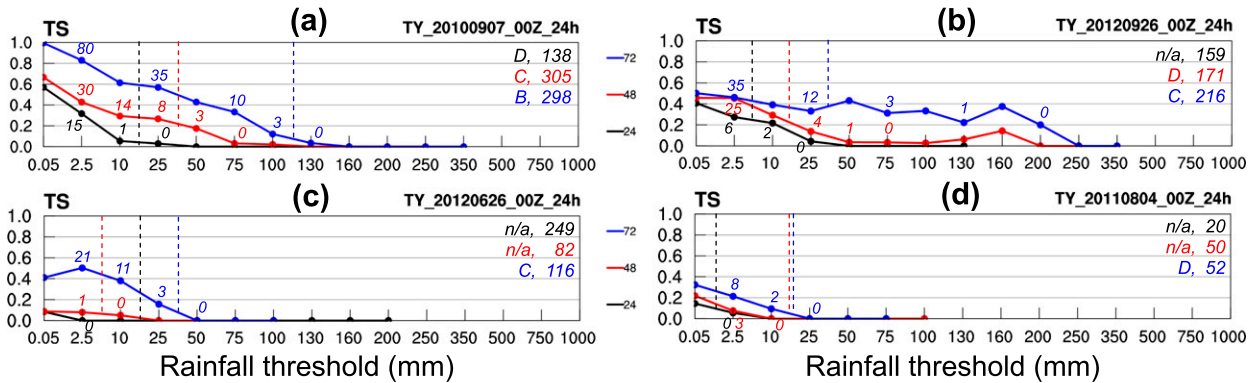 (a)
TS TY_20100907_00Z_24h
1.0
0.8
0.6
0.4
0.2
0.0
80 35 10 3 0
30 14 8 3 0
15 1 0
D, 138
C, 305
B, 298
0.05 2.5 10 25 50 75 100 130 160 200 250 350 500 750 1000
72
48
24
(b)
TS TY_20120926_00Z_24h
1.0
0.8
0.6
0.4
0.2
0.0
35 12 3 1 0
25 4 1 0
6 2 0
n/a, 159
D, 171
C, 216
0.05 2.5 10 25 50 75 100 130 160 200 250 350 500 750 1000
(c)
TS TY_20120626_00Z_24h
1.0
0.8
0.6
0.4
0.2
0.0
21 11 3 0
1 0
0
n/a, 249
n/a, 82
C, 116
0.05 2.5 10 25 50 75 100 130 160 200 250 350 500 750 1000
Rainfall threshold (mm)
72
48
24
(d)
TS TY_20110804_00Z_24h
1.0
0.8
0.6
0.4
0.2
0.0
8 2 0
0 3 0
n/a, 20
n/a, 50
D, 52
0.05 2.5 10 25 50 75 100 130 160 200 250 350 500 750 1000
Rainfall threshold (mm)